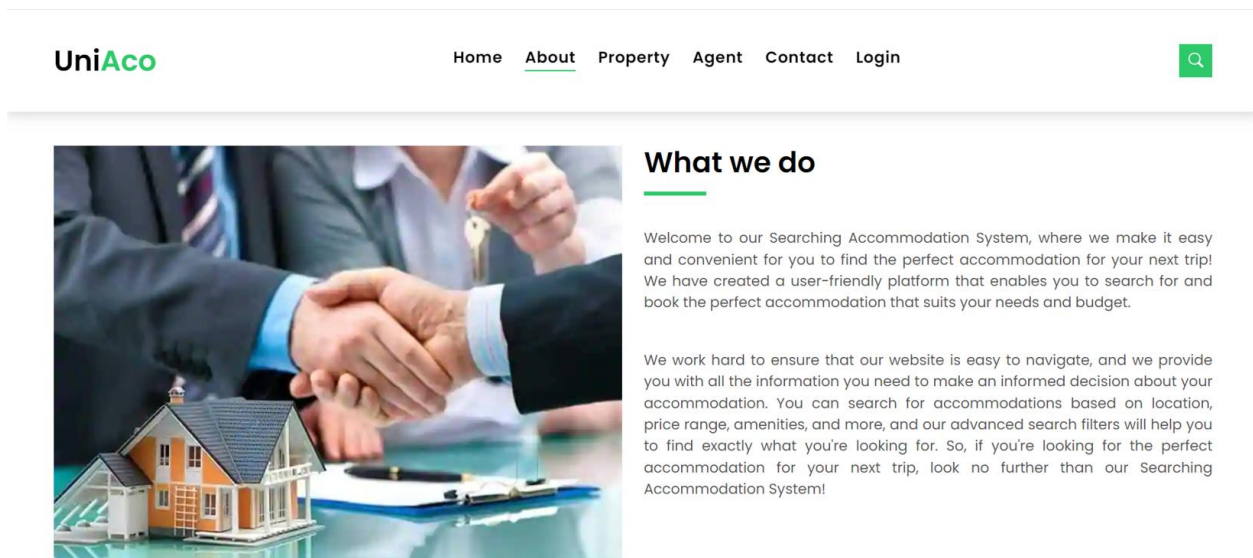 UniAco
Home About Property Agent Contact Login
What we do
Welcome to our Searching Accommodation System, where we make it easy
and convenient for you to find the perfect accommodation for your next trip!
We have created a user-friendly platform that enables you to search for and
book the perfect accommodation that suits your needs and budget.
We work hard to ensure that our website is easy to navigate, and we provide
you with all the information you need to make an informed decision about your
accommodation. You can search for accommodations based on location,
price range, amenities, and more, and our advanced search filters will help you
to find exactly what you're looking for. So, if you're looking for the perfect
accommodation for your next trip, look no further than our Searching
Accommodation System!